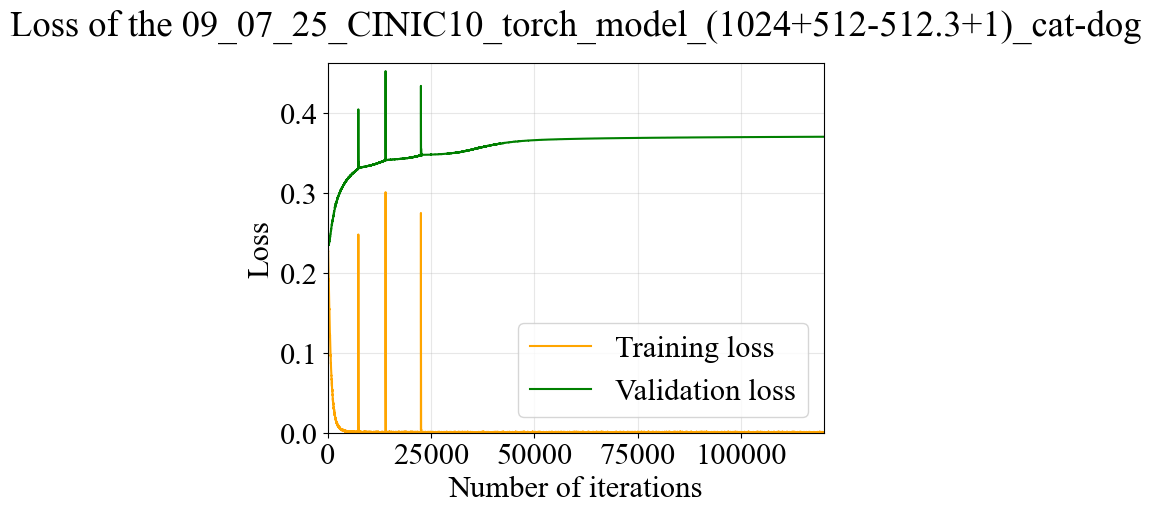 Loss of the 09_07_25_CINIC10_torch_model_(1024+512-512.3+1)_cat-dog
0.4
0.3
0.2
0.1
0.0
Loss
Training loss
Validation loss
0 25000 50000 75000 100000
Number of iterations